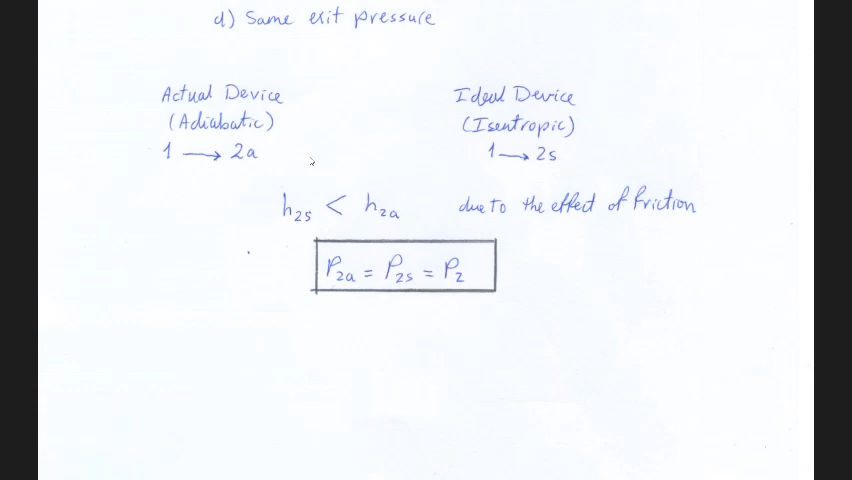 d) Same exit pressure
Actual Device
(Adiabatic)
1 → 2a
Ideal Device
(Isentropic)
1 → 2s
h2s < h2a due to the effect of friction
P2a = P2s = P2